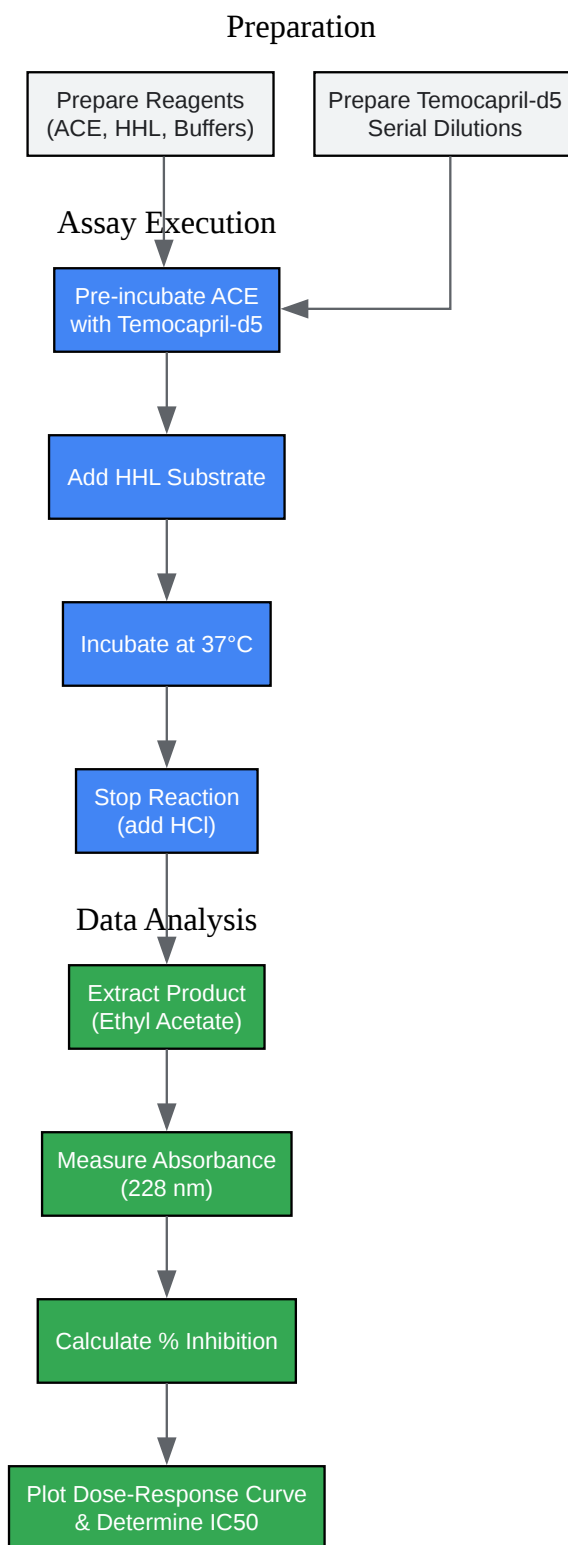 Preparation
Prepare Reagents
(ACE, HHL, Buffers)
Prepare Temocapril-d5
Serial Dilutions
Assay Execution
Pre-incubate ACE
with Temocapril-d5
Add HHL Substrate
Incubate at 37°C
Stop Reaction
(add HCl)
Data Analysis
Extract Product
(Ethyl Acetate)
Measure Absorbance
(228 nm)
Calculate % Inhibition
Plot Dose-Response Curve
& Determine IC50